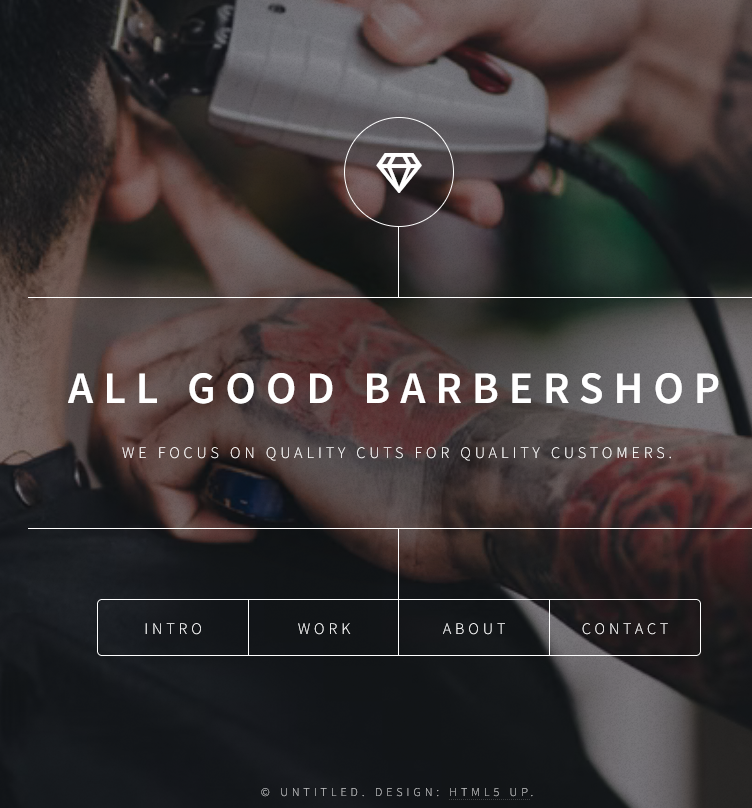 ALL GOOD BARBERSHOP
WE FOCUS ON QUALITY CUTS FOR QUALITY CUSTOMERS.
INTRO
WORK
ABOUT
CONTACT
© UNTITLED. DESIGN: HTML5 UP.